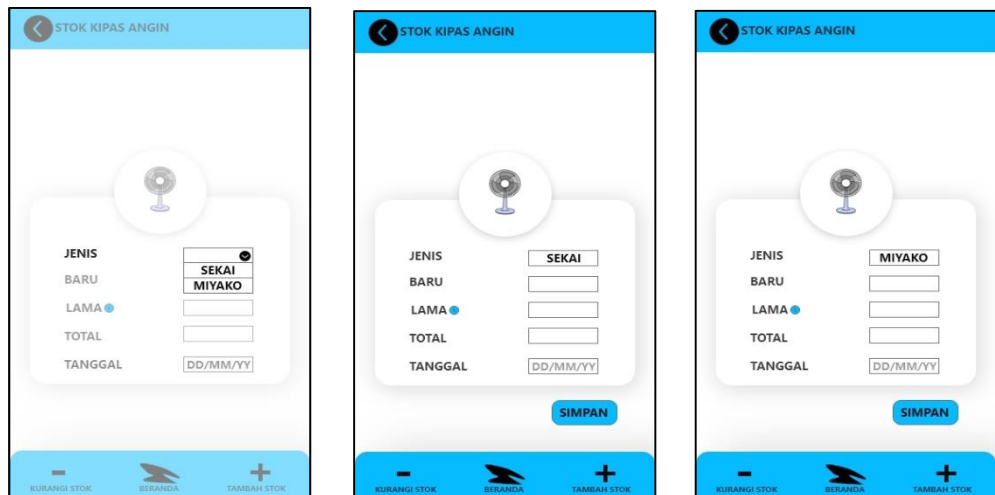 STOK KIPAS ANGIN
JENIS
SEKAI
BARU
MIYAKO
LAMA
TOTAL
TANGGAL DD/MM/YY
KURANGI STOK BERANDA TAMBAH STOK
STOK KIPAS ANGIN
JENIS SEKAI
BARU
LAMA
TOTAL
TANGGAL DD/MM/YY
SIMPAN
KURANGI STOK BERANDA TAMBAH STOK
STOK KIPAS ANGIN
JENIS MIYAKO
BARU
LAMA
TOTAL
TANGGAL DD/MM/YY
SIMPAN
KURANGI STOK BERANDA TAMBAH STOK